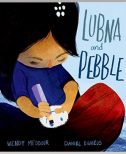 LUBNA
and
PEBBLE
WENDY MEDDOUR DANIEL EGNÉUS